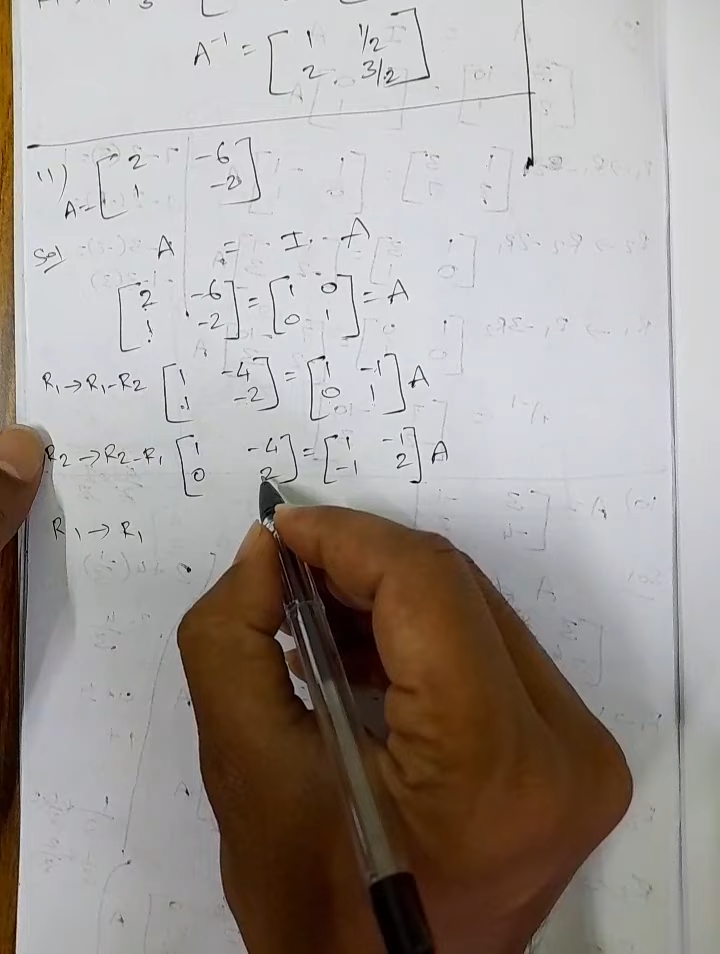 A⁻¹ = [ 1 1/2
2 3/2 ]
11) A = [ 2 -6
1 -2 ]
Sol A = I . A
[ 2 -6
1 -2 ] = [ 1 0
0 1 ] = A
R1 → R1 - R2 [ 1 -4
1 -2 ] = [ 1 -1
0 1 ] A
R2 → R2 - R1 [ 1 -4
0 2 ] = [ 1 -1
-1 2 ] A
R1 → R1